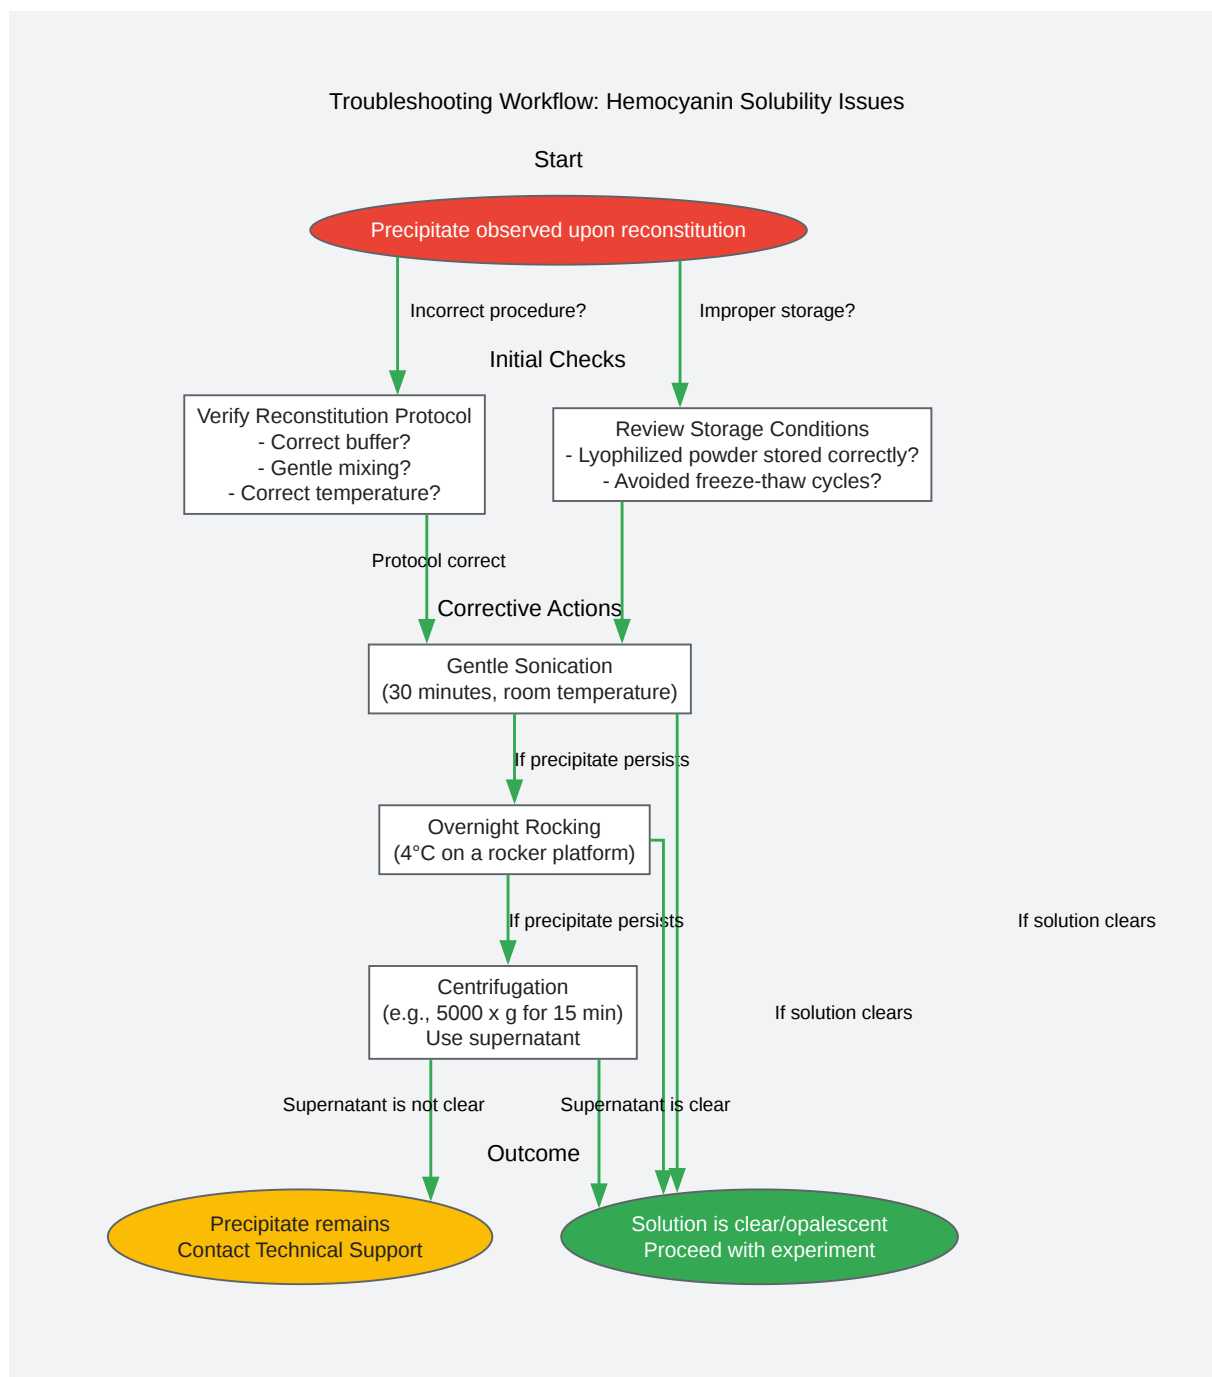 Troubleshooting Workflow: Hemocyanin Solubility Issues
Start
Precipitate observed upon reconstitution
Incorrect procedure?
Improper storage?
Initial Checks
Verify Reconstitution Protocol
- Correct buffer?
- Gentle mixing?
- Correct temperature?
Review Storage Conditions
- Lyophilized powder stored correctly?
- Avoided freeze-thaw cycles?
Protocol correct
Corrective Actions
Gentle Sonication
(30 minutes, room temperature)
If precipitate persists
Overnight Rocking
(4°C on a rocker platform)
If precipitate persists
If solution clears
Centrifugation
(e.g., 5000 x g for 15 min)
Use supernatant
If solution clears
Supernatant is not clear
Supernatant is clear
Outcome
Precipitate remains
Contact Technical Support
Solution is clear/opalescent
Proceed with experiment